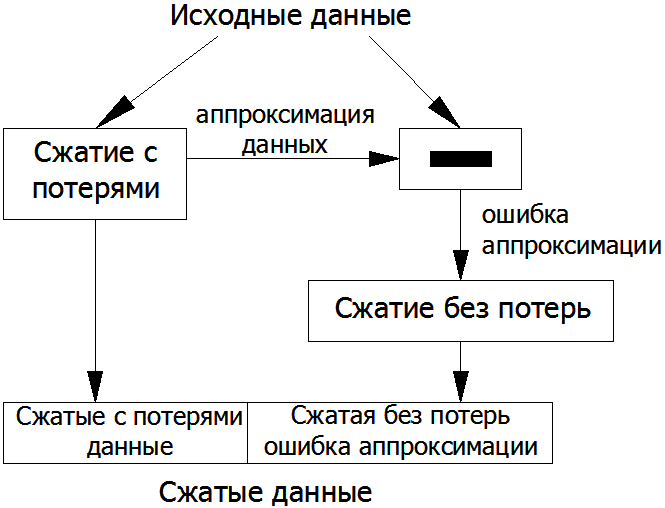 Исходные данные
аппроксимация
данных
Сжатие с
потерями
ошибка
аппроксимации
Сжатие без потерь
Сжатые с потерями
данные
Сжатая без потерь
ошибка аппроксимации
Сжатые данные